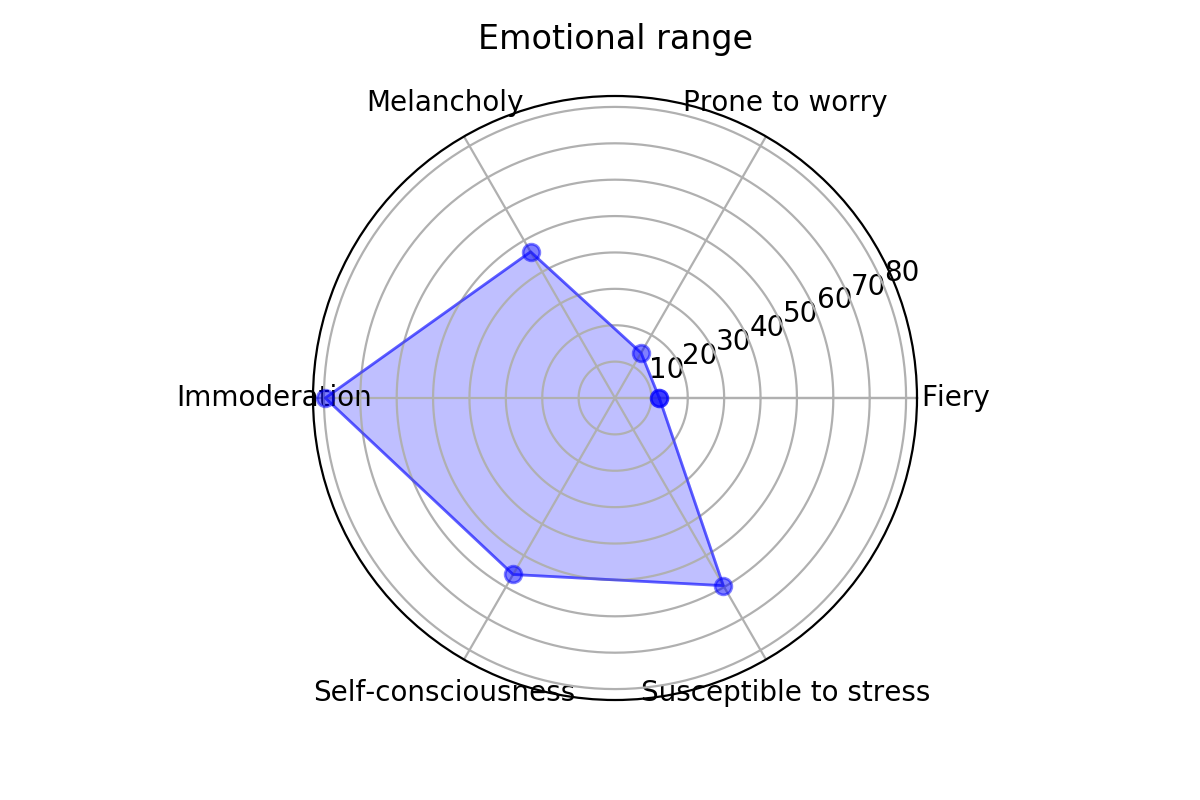 Emotional range
Melancholy
Prone to worry
80
70
60
50
40
30
20
10
Immoderation
Fiery
Self-consciousness
Susceptible to stress